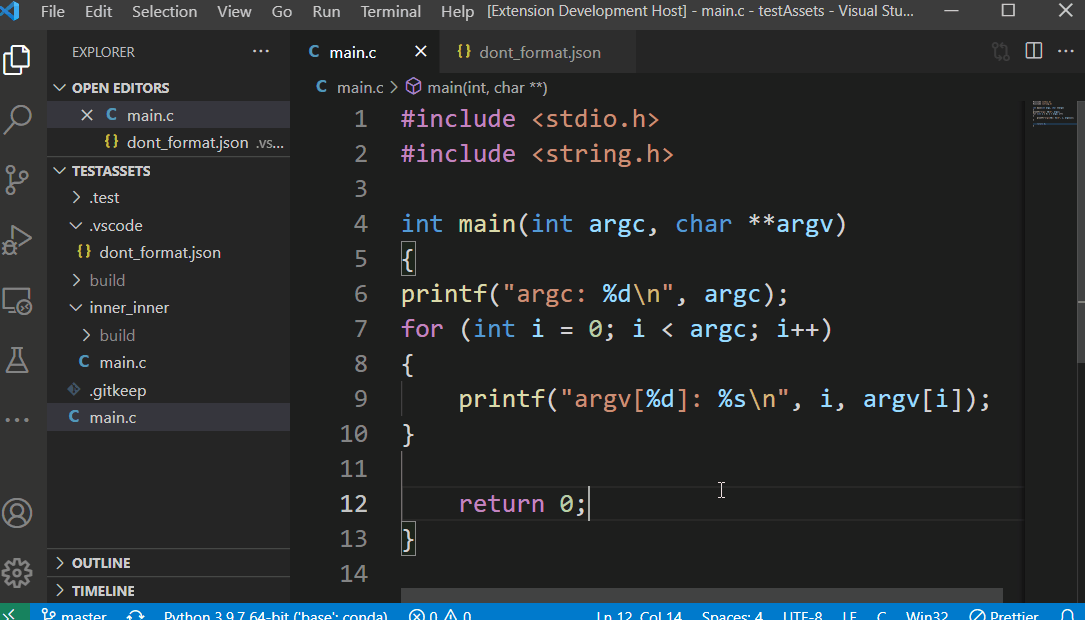 File Edit Selection View Go Run Terminal Help [Extension Development Host] - main.c - testAssets - Visual Stu...
EXPLORER ...
OPEN EDITORS
main.c
dont_format.json .vs...
TESTASSETS
.test
.vscode
dont_format.json
build
inner_inner
build
C main.c
.gitkeep
C main.c
OUTLINE
TIMELINE
C main.c {} dont_format.json
C main.c > main(int, char **)
1 #include <stdio.h>
2 #include <string.h>
3
4 int main(int argc, char **argv)
5 {
6 printf("argc: %d\n", argc);
7 for (int i = 0; i < argc; i++)
8 {
9     printf("argv[%d]: %s\n", i, argv[i]);
10 }
11
12     return 0;
13 }
14
master Python 3.9.7 64-bit ('base': conda) 0 0 Ln 12, Col 14 Spaces: 4 UTF-8 LF C Win32 Prettier